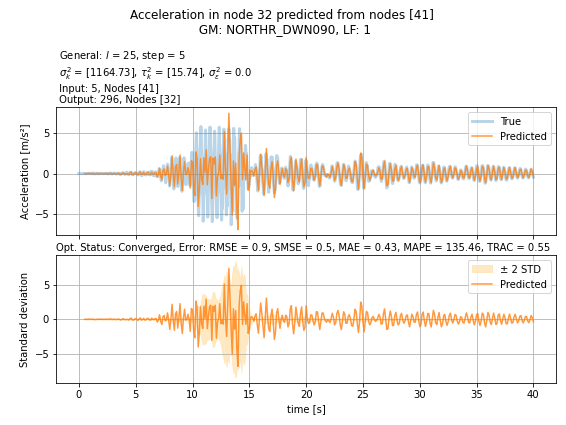 Acceleration in node 32 predicted from nodes [41]
GM: NORTHR_DWN090, LF: 1
General: l = 25, step = 5
σ²ₖ = [1164.73], τ²ₖ = [15.74], σ²ε = 0.0
Input: 5, Nodes [41]
Output: 296, Nodes [32]
Acceleration [m/s²]
5
0
−5
True
Predicted
Opt. Status: Converged, Error: RMSE = 0.9, SMSE = 0.5, MAE = 0.43, MAPE = 135.46, TRAC = 0.55
Standard deviation
5
0
−5
± 2 STD
Predicted
0 5 10 15 20 25 30 35 40
time [s]